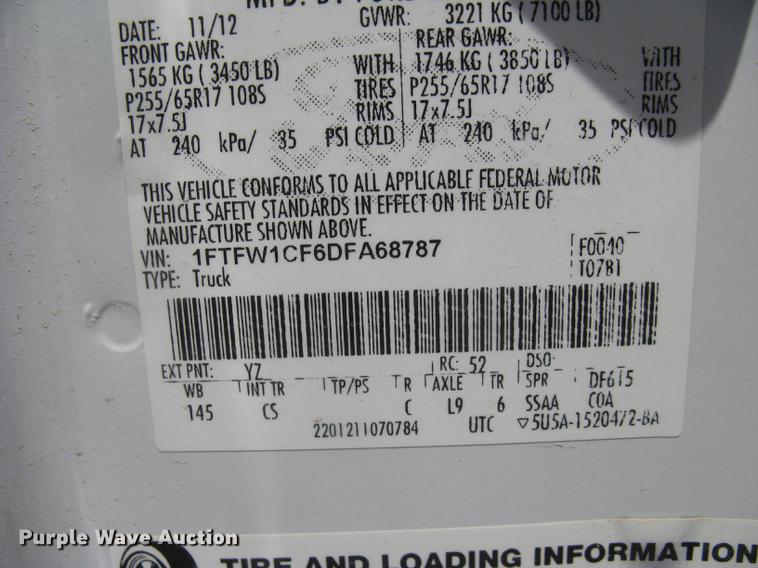 MFD. BY FORD
DATE: 11/12 GVWR: 3221 KG ( 7100 LB)
FRONT GAWR: REAR GAWR:
1565 KG ( 3450 LB) WITH 1746 KG ( 3850 LB) WITH
P255/65R17 108S TIRES P255/65R17 108S TIRES
17x7.5J RIMS 17x7.5J RIMS
AT 240 kPa/ 35 PSI COLD AT 240 kPa/ 35 PSI COLD
THIS VEHICLE CONFORMS TO ALL APPLICABLE FEDERAL MOTOR
VEHICLE SAFETY STANDARDS IN EFFECT ON THE DATE OF
MANUFACTURE SHOWN ABOVE.
VIN: 1FTFW1CF6DFA68787 F0040
TYPE: Truck T07B1
EXT PNT: YZ RC: 52 DSO:
WB INT TR TP/PS R AXLE TR SPR DF615
145 CS C L9 6 SSAA COA
2201211070784 UTC ▽5U5A-1520472-BA
Purple Wave Auction
TIRE AND LOADING INFORMATION